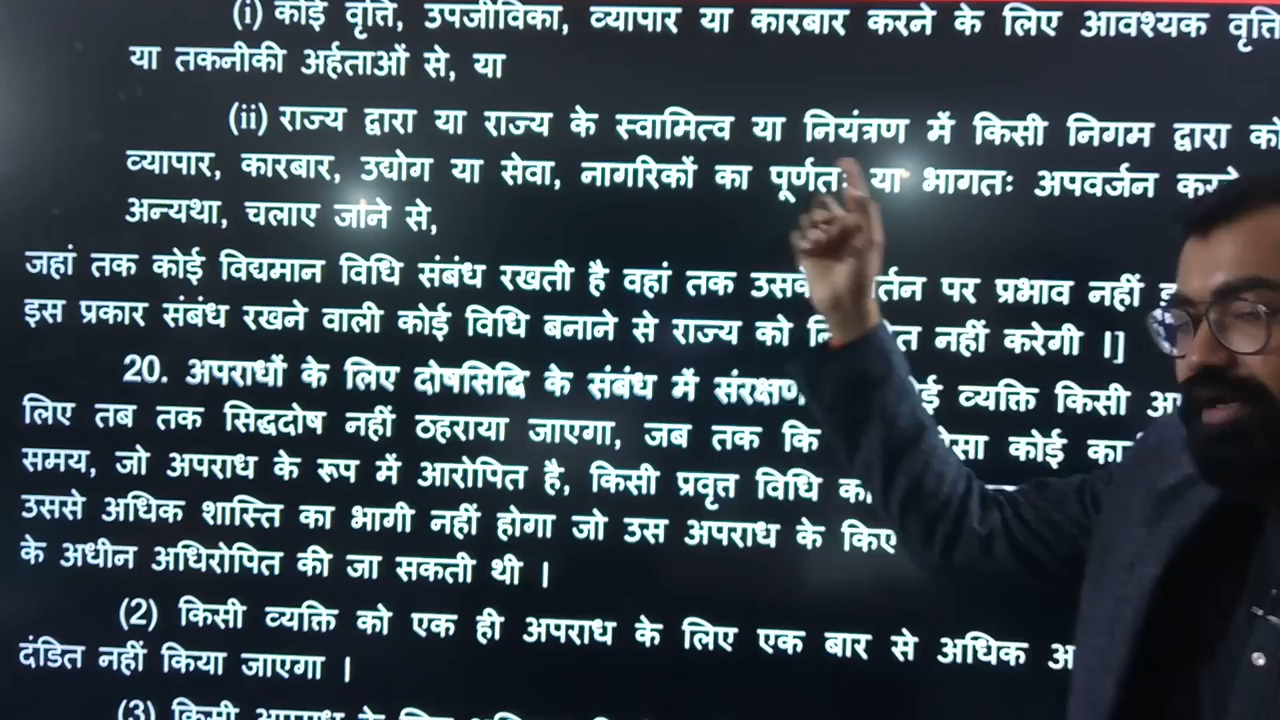 (i) कोई वृत्ति, उपजीविका, व्यापार या कारबार करने के लिए आवश्यक वृत्ति
या तकनीकी अर्हताओं से, या
(ii) राज्य द्वारा या राज्य के स्वामित्व या नियंत्रण में किसी निगम द्वारा
व्यापार, कारबार, उद्योग या सेवा, नागरिकों का पूर्णतः या भागतः अपवर्जन
अन्यथा, चलाए जाने से,
जहां तक कोई विद्यमान विधि संबंध रखती है वहां तक पर प्रभाव नहीं
इस प्रकार संबंध रखने वाली कोई विधि बनाने से राज्य को नहीं करेगी ।]
20. अपराधों के लिए दोषसिद्धि के संबंध में संरक्षण व्यक्ति किसी
लिए तब तक सिद्धदोष नहीं ठहराया जाएगा, जब तक कि कोई
समय, जो अपराध के रूप में आरोपित है, किसी प्रवृत्त विधि
उससे अधिक शास्ति का भागी नहीं होगा जो उस अपराध के किए
के अधीन अधिरोपित की जा सकती थी ।
(2) किसी व्यक्ति को एक ही अपराध के लिए एक बार से अधिक
दंडित नहीं किया जाएगा ।
(3) किसी अपराध के लिए